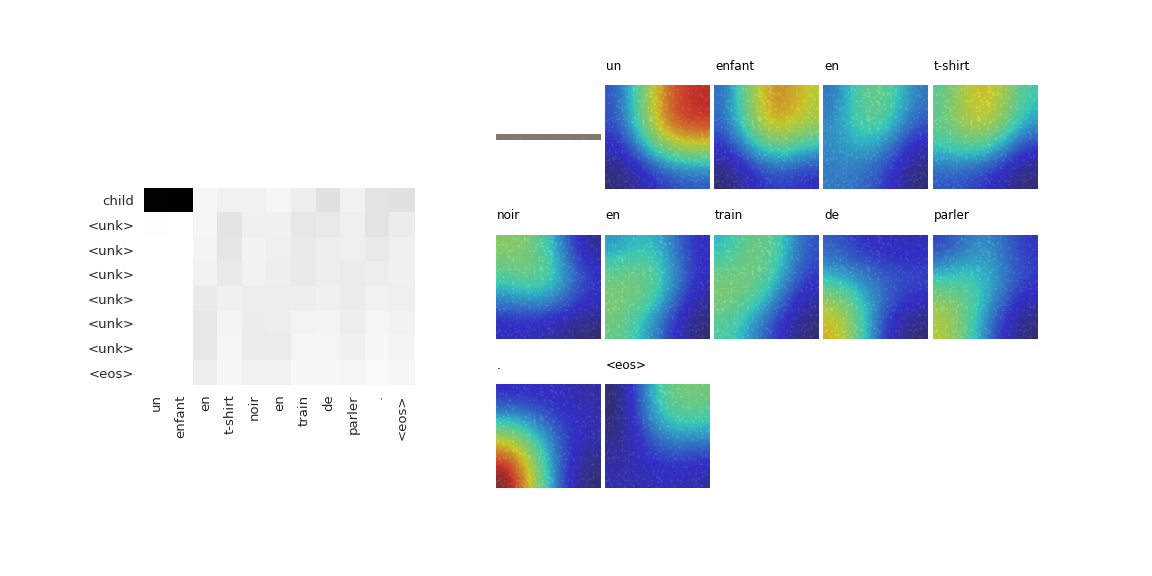 child
<unk>
<unk>
<unk>
<unk>
<unk>
<unk>
<eos>
un enfant en t-shirt noir en train de parler . <eos>
un enfant en t-shirt
noir en train de parler
. <eos>